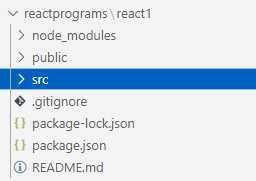 reactprograms\react1
node_modules
public
src
.gitignore
package-lock.json
package.json
README.md